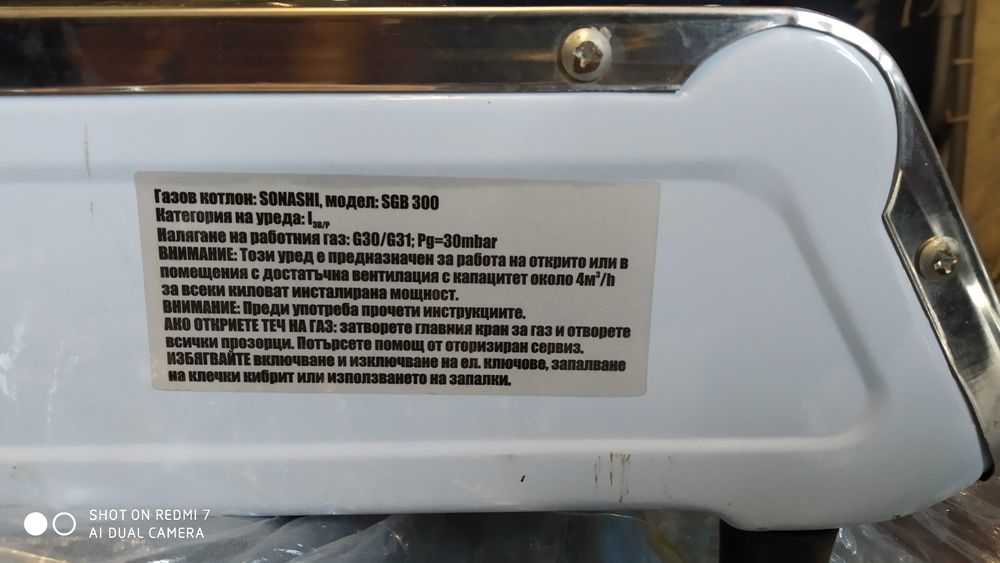 Газов котлон: SONASHI, модел: SGB 300
Категория на уреда: I3B/P
Налягане на работния газ: G30/G31; Pg=30mbar
ВНИМАНИЕ: Този уред е предназначен за работа на открито или в
помещения с достатъчна вентилация с капацитет около 4м³/h
за всеки киловат инсталирана мощност.
ВНИМАНИЕ: Преди употреба прочети инструкциите.
АКО ОТКРИЕТЕ ТЕЧ НА ГАЗ: затворете главния кран за газ и отворете
всички прозорци. Потърсете помощ от оторизиран сервиз.
ИЗБЯГВАЙТЕ включване и изключване на ел. ключове, запалване
на клечки кибрит или използването на запалки.
SHOT ON REDMI 7
AI DUAL CAMERA